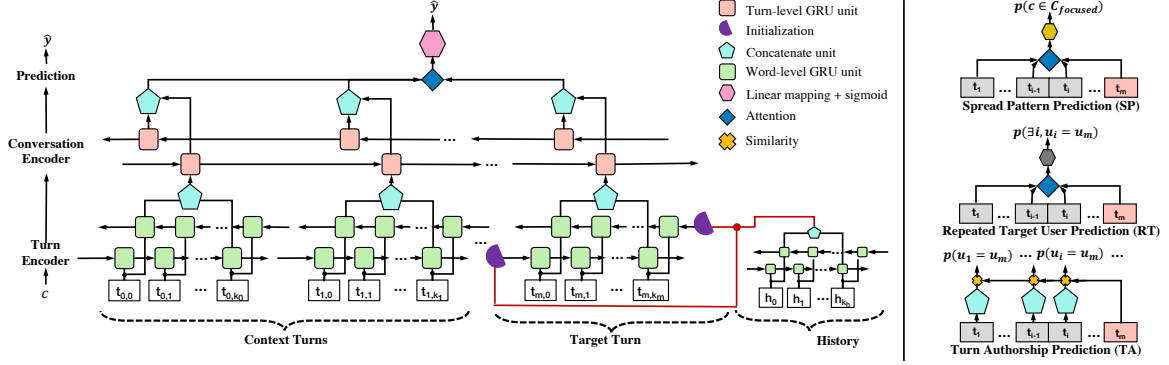 ŷ
Prediction
Conversation
Encoder
Turn
Encoder
c
ŷ
... ...
... ... ...
t0,0 t0,1 ... t0,k0
t1,0 t1,1 ... t1,k1
...
tm,0 tm,1 ... tm,km
h0 h1 ... hkh
Context Turns
Target Turn
History
Turn-level GRU unit
Initialization
Concatenate unit
Word-level GRU unit
Linear mapping + sigmoid
Attention
Similarity
p(c ∈ Cfocused)
t1 ... ti-1 ti ... tm
Spread Pattern Prediction (SP)
p(∃i, ui = um)
t1 ... ti-1 ti ... tm
Repeated Target User Prediction (RT)
p(u1 = um) ... p(ui = um) ...
t1 ... ti-1 ti ... tm
Turn Authorship Prediction (TA)